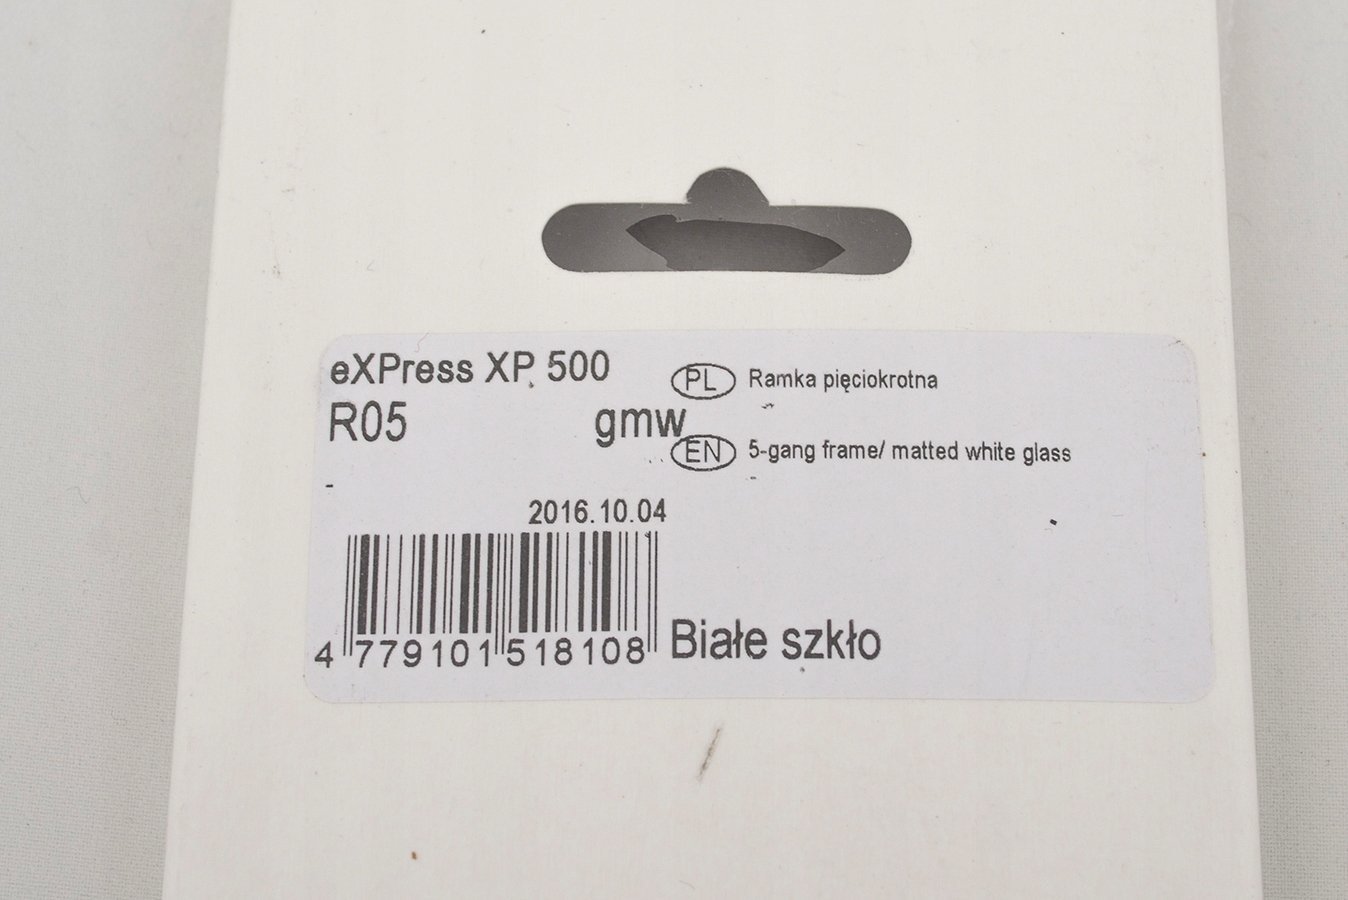 eXPress XP 500
R05 gmw
PL Ramka pięciokrotna
EN 5-gang frame/ matted white glass
2016.10.04
4 779101 518108
Białe szkło